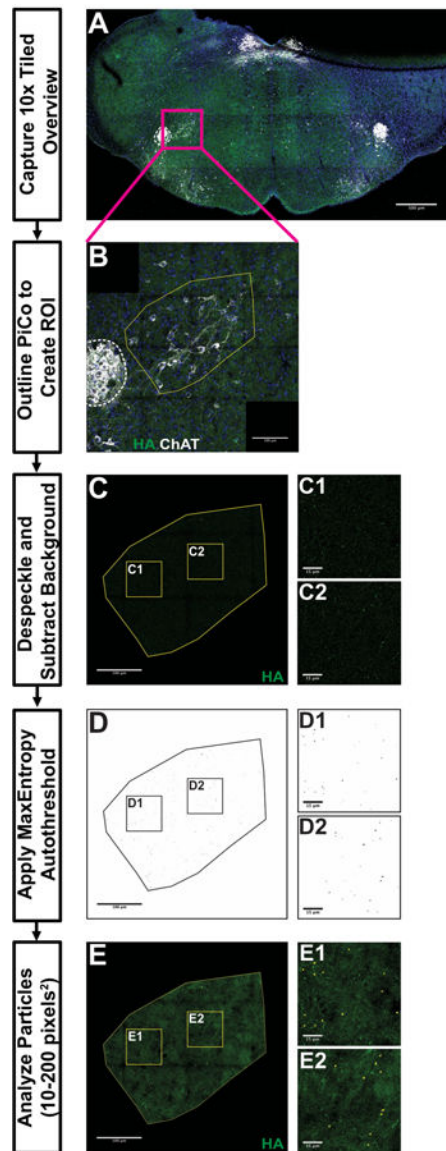 Capture 10x Tiled
Overview
A
Outline PiCo to
Create ROI
B
HA ChAT
Despeckle and
Subtract Background
C
C1
C2
HA
C1
C2
Apply MaxEntropy
Autothreshold
D
D1
D2
D1
D2
Analyze Particles
(10-200 pixels²)
E
E1
E2
HA
E1
E2